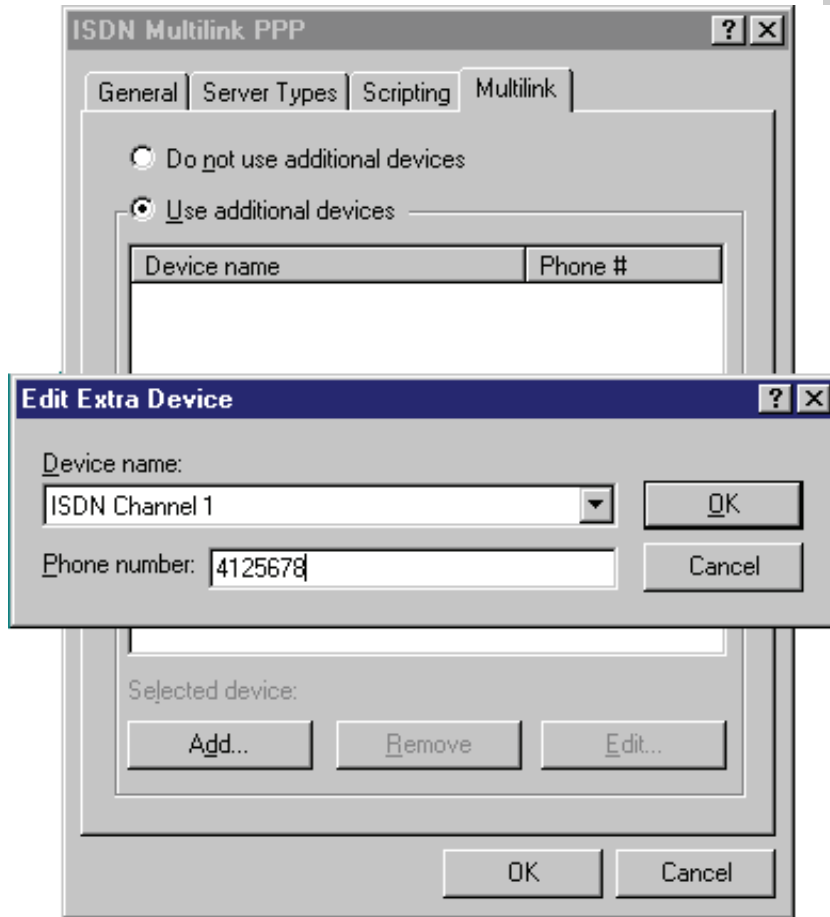 ISDN Multilink PPP
General Server Types Scripting Multilink
Do not use additional devices
Use additional devices
Device name Phone #
Edit Extra Device
Device name:
ISDN Channel 1 OK
Phone number: 4125678 Cancel
Selected device:
Add... Remove Edit...
OK Cancel